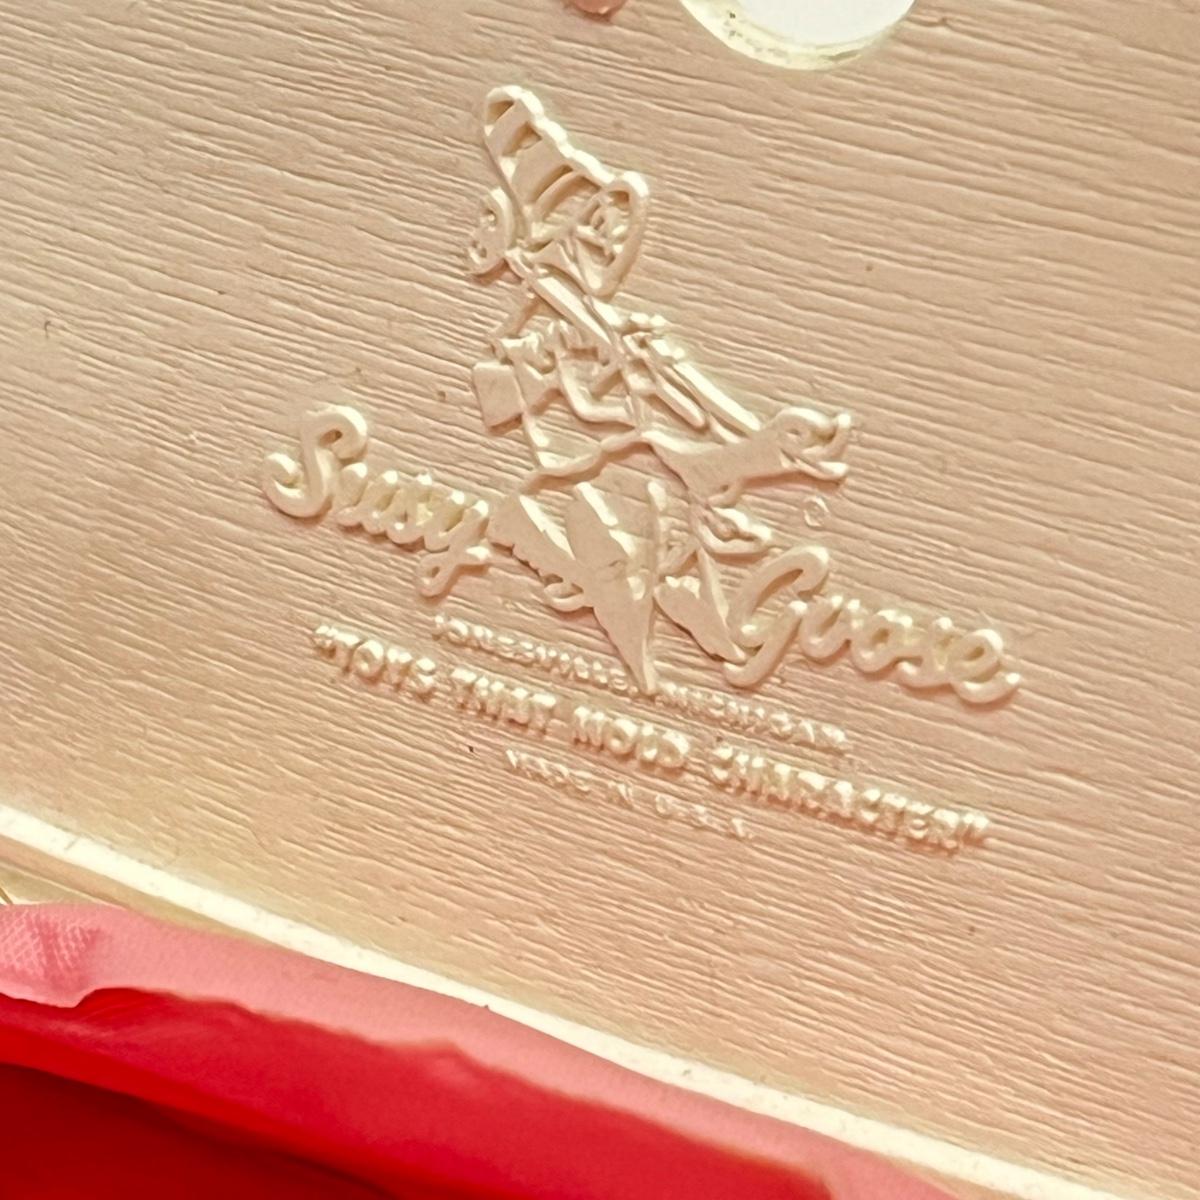 Susy Goose
JONESVILLE, MICHIGAN
"TOYS THAT MOLD CHARACTER"
MADE IN U.S.A.